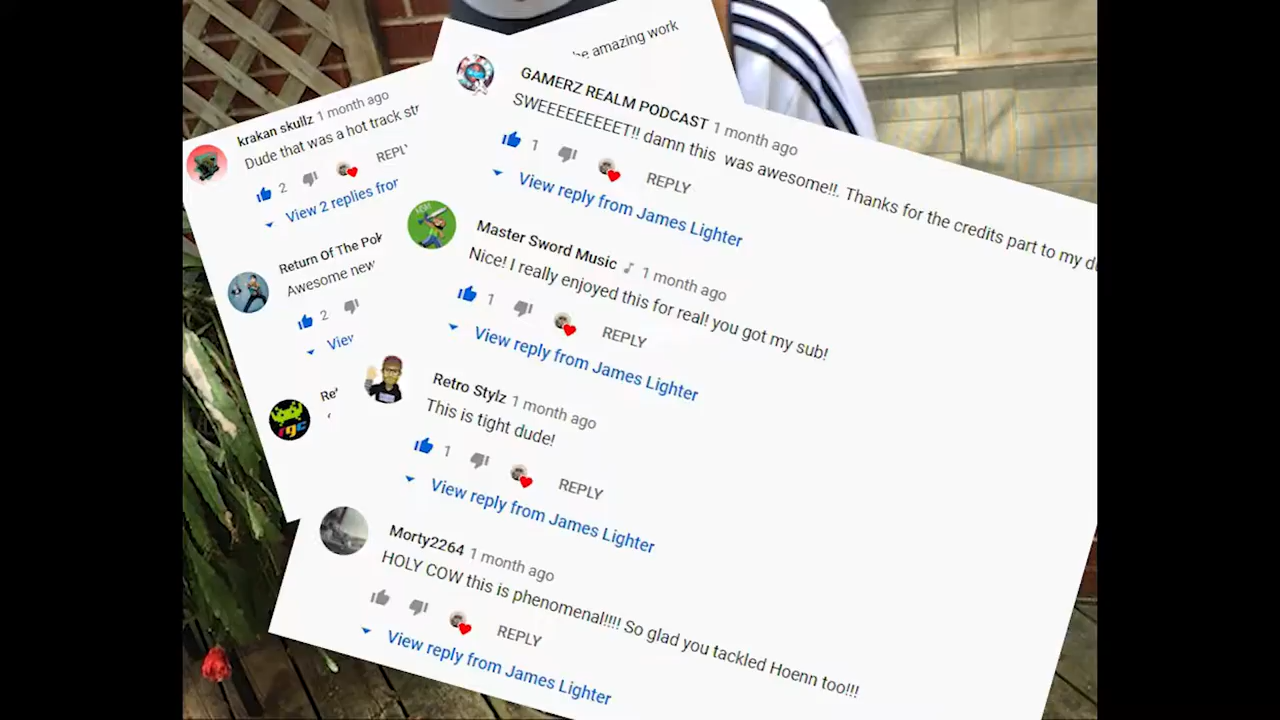 krakan skullz 1 month ago
Dude that was a hot track
2
REPLY
View 2 replies from
Return Of The
Awesome new
2
View
amazing work
GAMERZ REALM PODCAST 1 month ago
SWEEEEEEEEET!! damn this was awesome!!. Thanks for the credits part to my
1
REPLY
View reply from James Lighter
Master Sword Music 1 month ago
Nice! I really enjoyed this for real! you got my sub!
1
REPLY
View reply from James Lighter
Retro Stylz 1 month ago
This is tight dude!
1
REPLY
View reply from James Lighter
Morty2264 1 month ago
HOLY COW this is phenomenal!!!! So glad you tackled Hoenn too!!!
REPLY
View reply from James Lighter